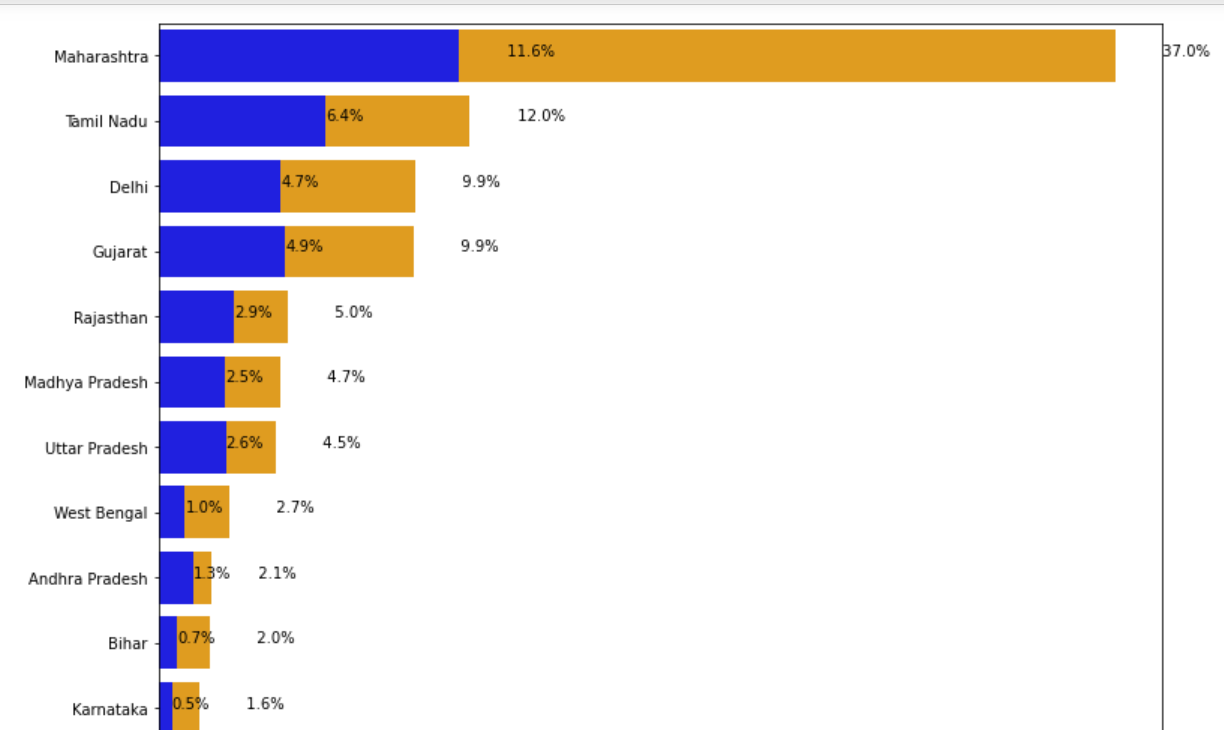 Maharashtra 11.6% 37.0%
Tamil Nadu 6.4% 12.0%
Delhi 4.7% 9.9%
Gujarat 4.9% 9.9%
Rajasthan 2.9% 5.0%
Madhya Pradesh 2.5% 4.7%
Uttar Pradesh 2.6% 4.5%
West Bengal 1.0% 2.7%
Andhra Pradesh 1.3% 2.1%
Bihar 0.7% 2.0%
Karnataka 0.5% 1.6%